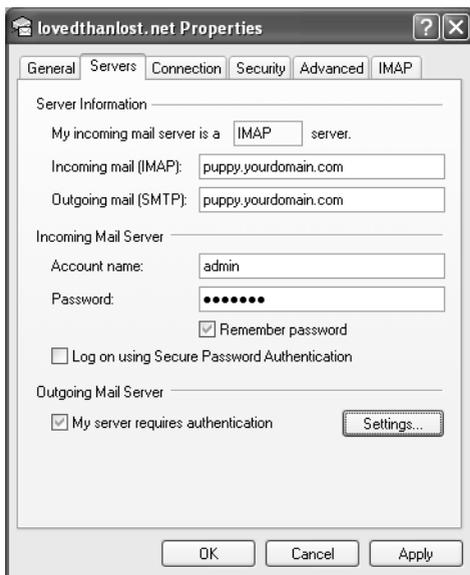 lovedthanlost.net Properties
General Servers Connection Security Advanced IMAP
Server Information
My incoming mail server is a IMAP server.
Incoming mail (IMAP): puppy.yourdomain.com
Outgoing mail (SMTP): puppy.yourdomain.com
Incoming Mail Server
Account name: admin
Password: •••••••
Remember password
Log on using Secure Password Authentication
Outgoing Mail Server
My server requires authentication Settings...
OK Cancel Apply